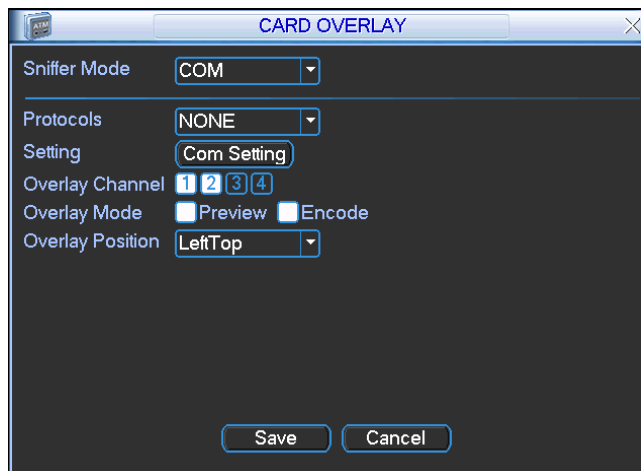 ATM
CARD OVERLAY
Sniffer Mode COM
Protocols NONE
Setting Com Setting
Overlay Channel 1 2 3 4
Overlay Mode Preview Encode
Overlay Position LeftTop
Save Cancel